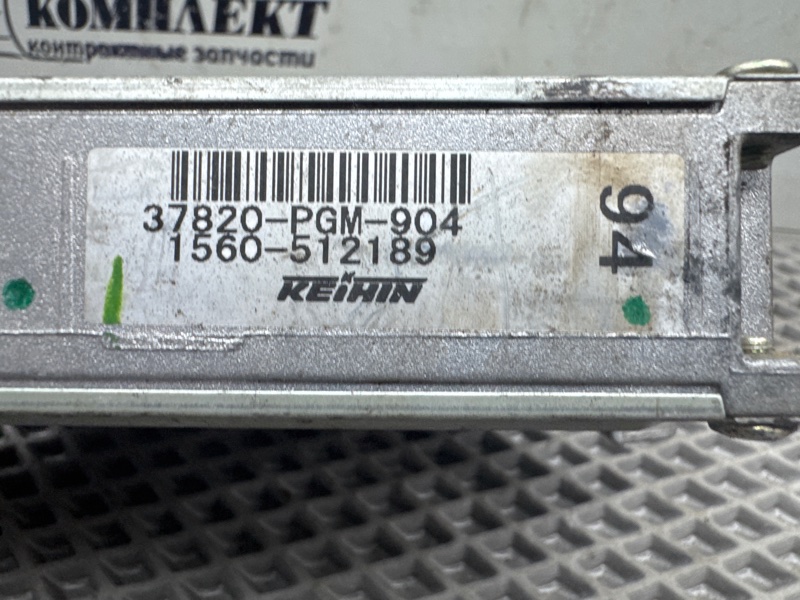 КОМПЛЕКТ
контрактные запчасти
37820-PGM-904
1560-512189
KEIHIN
94